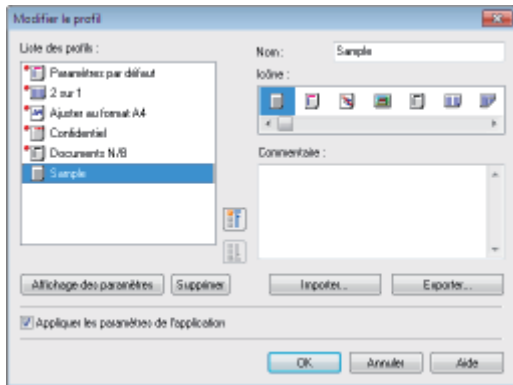 Modifier le profil
Liste des profils :
Paramètres par défaut
2 sur 1
Ajuster au format A4
Confidentiel
Documents N/B
Sample
Nom :
Sample
Icône :
Commentaire :
Affichage des paramètres
Supprimer
Importer...
Exporter...
Appliquer les paramètres de l'application
OK
Annuler
Aide